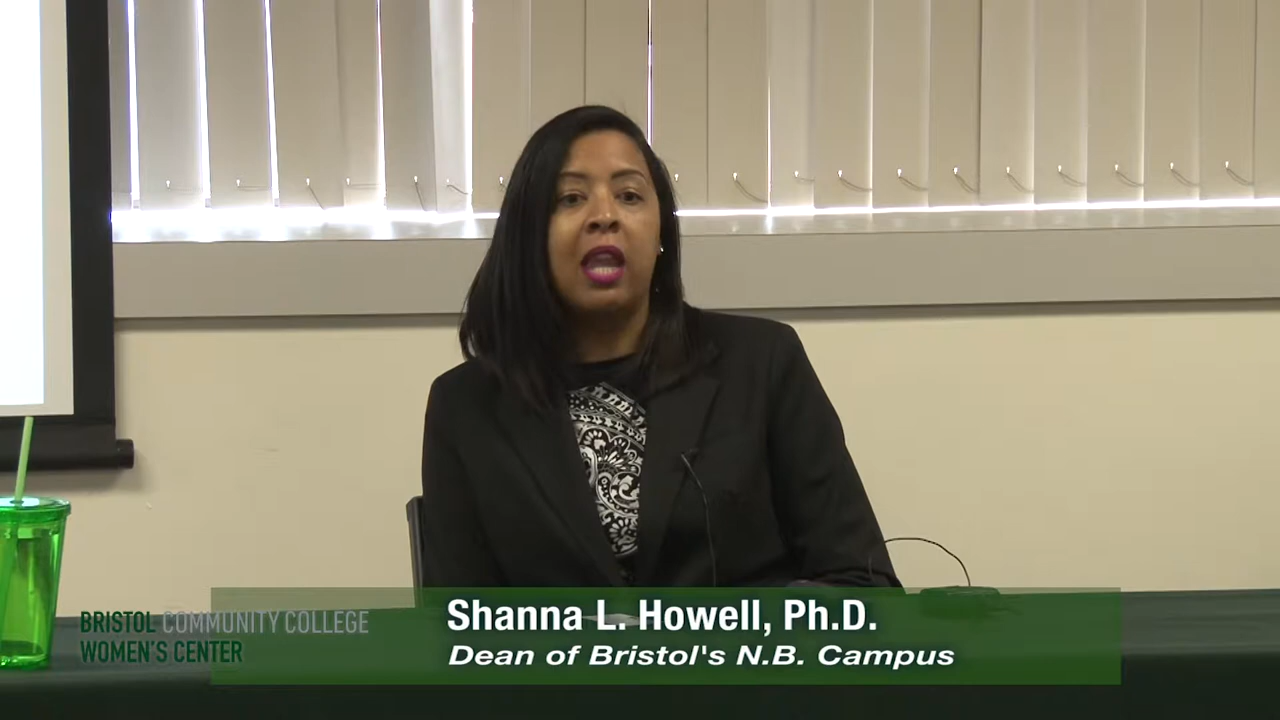 BRISTOL COMMUNITY COLLEGE
WOMEN'S CENTER
Shanna L. Howell, Ph.D.
Dean of Bristol's N.B. Campus